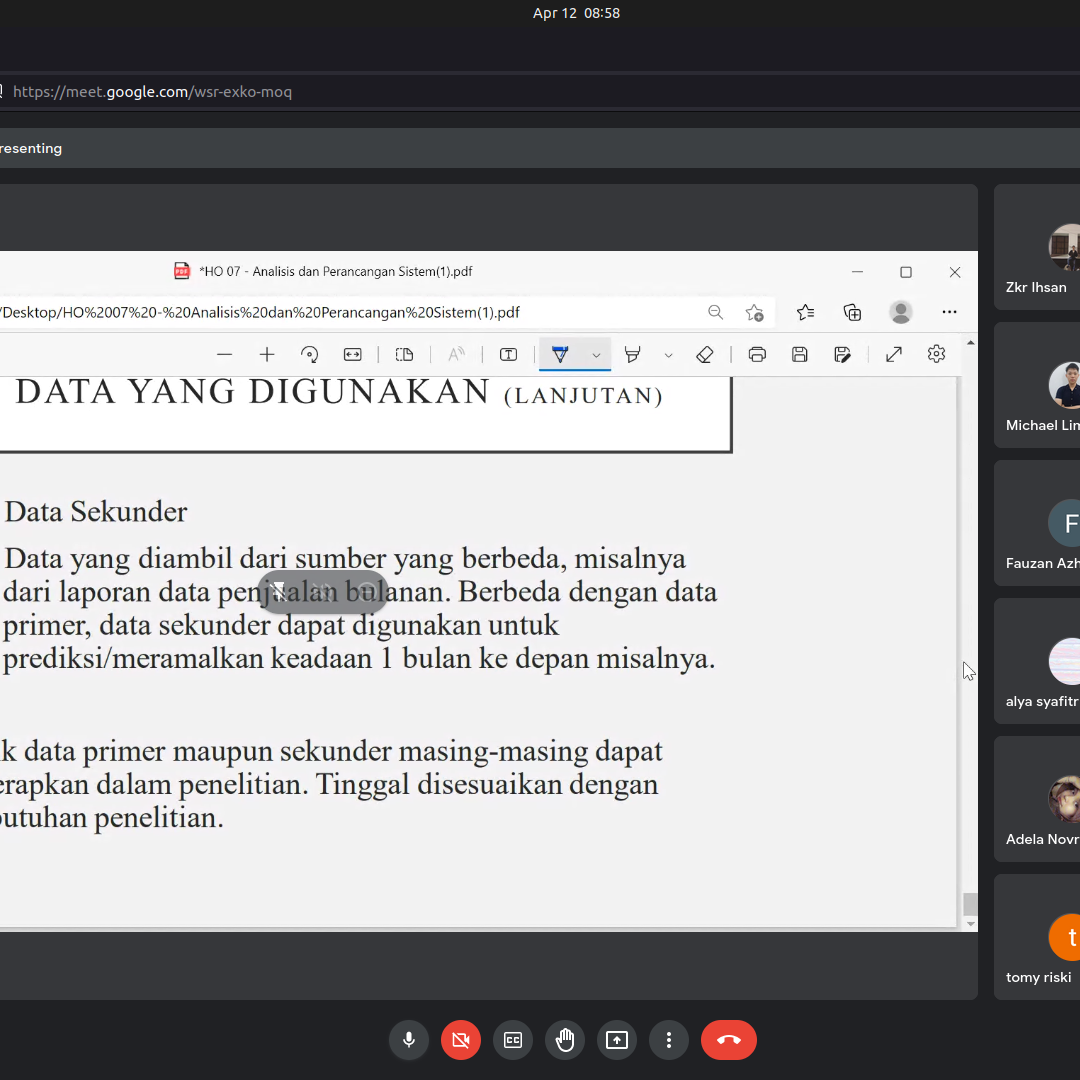 Apr 12 08:58
https://meet.google.com/wsr-exko-moq
resenting
*HO 07 - Analisis dan Perancangan Sistem(1).pdf
/Desktop/HO%2007%20-%20Analisis%20dan%20Perancangan%20Sistem(1).pdf
DATA YANG DIGUNAKAN (LANJUTAN)
Data Sekunder
Data yang diambil dari sumber yang berbeda, misalnya
dari laporan data penjualan bulanan. Berbeda dengan data
primer, data sekunder dapat digunakan untuk
prediksi/meramalkan keadaan 1 bulan ke depan misalnya.
k data primer maupun sekunder masing-masing dapat
erapkan dalam penelitian. Tinggal disesuaikan dengan
butuhan penelitian.
Zkr Ihsan
Michael Lim
F
Fauzan Azh
alya syafitr
Adela Novr
t
tomy riski